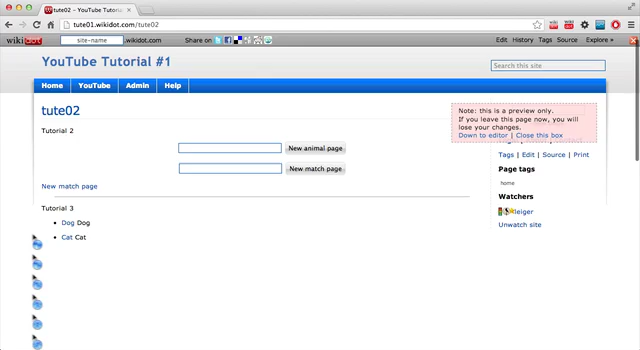 tute02 - YouTube Tutorial
tute01.wikidot.com/tute02
wikidot
site-name .wikidot.com
Share on
Edit History Tags Source Explore »
YouTube Tutorial #1
Search this site
Home YouTube Admin Help
tute02
Note: this is a preview only.
If you leave this page now, you will
lose your changes.
Down to editor | Close this box
Tutorial 2
New animal page
New match page
New match page
Tags | Edit | Source | Print
Page tags
home
Watchers
leiger
Unwatch site
Tutorial 3
Dog Dog
Cat Cat